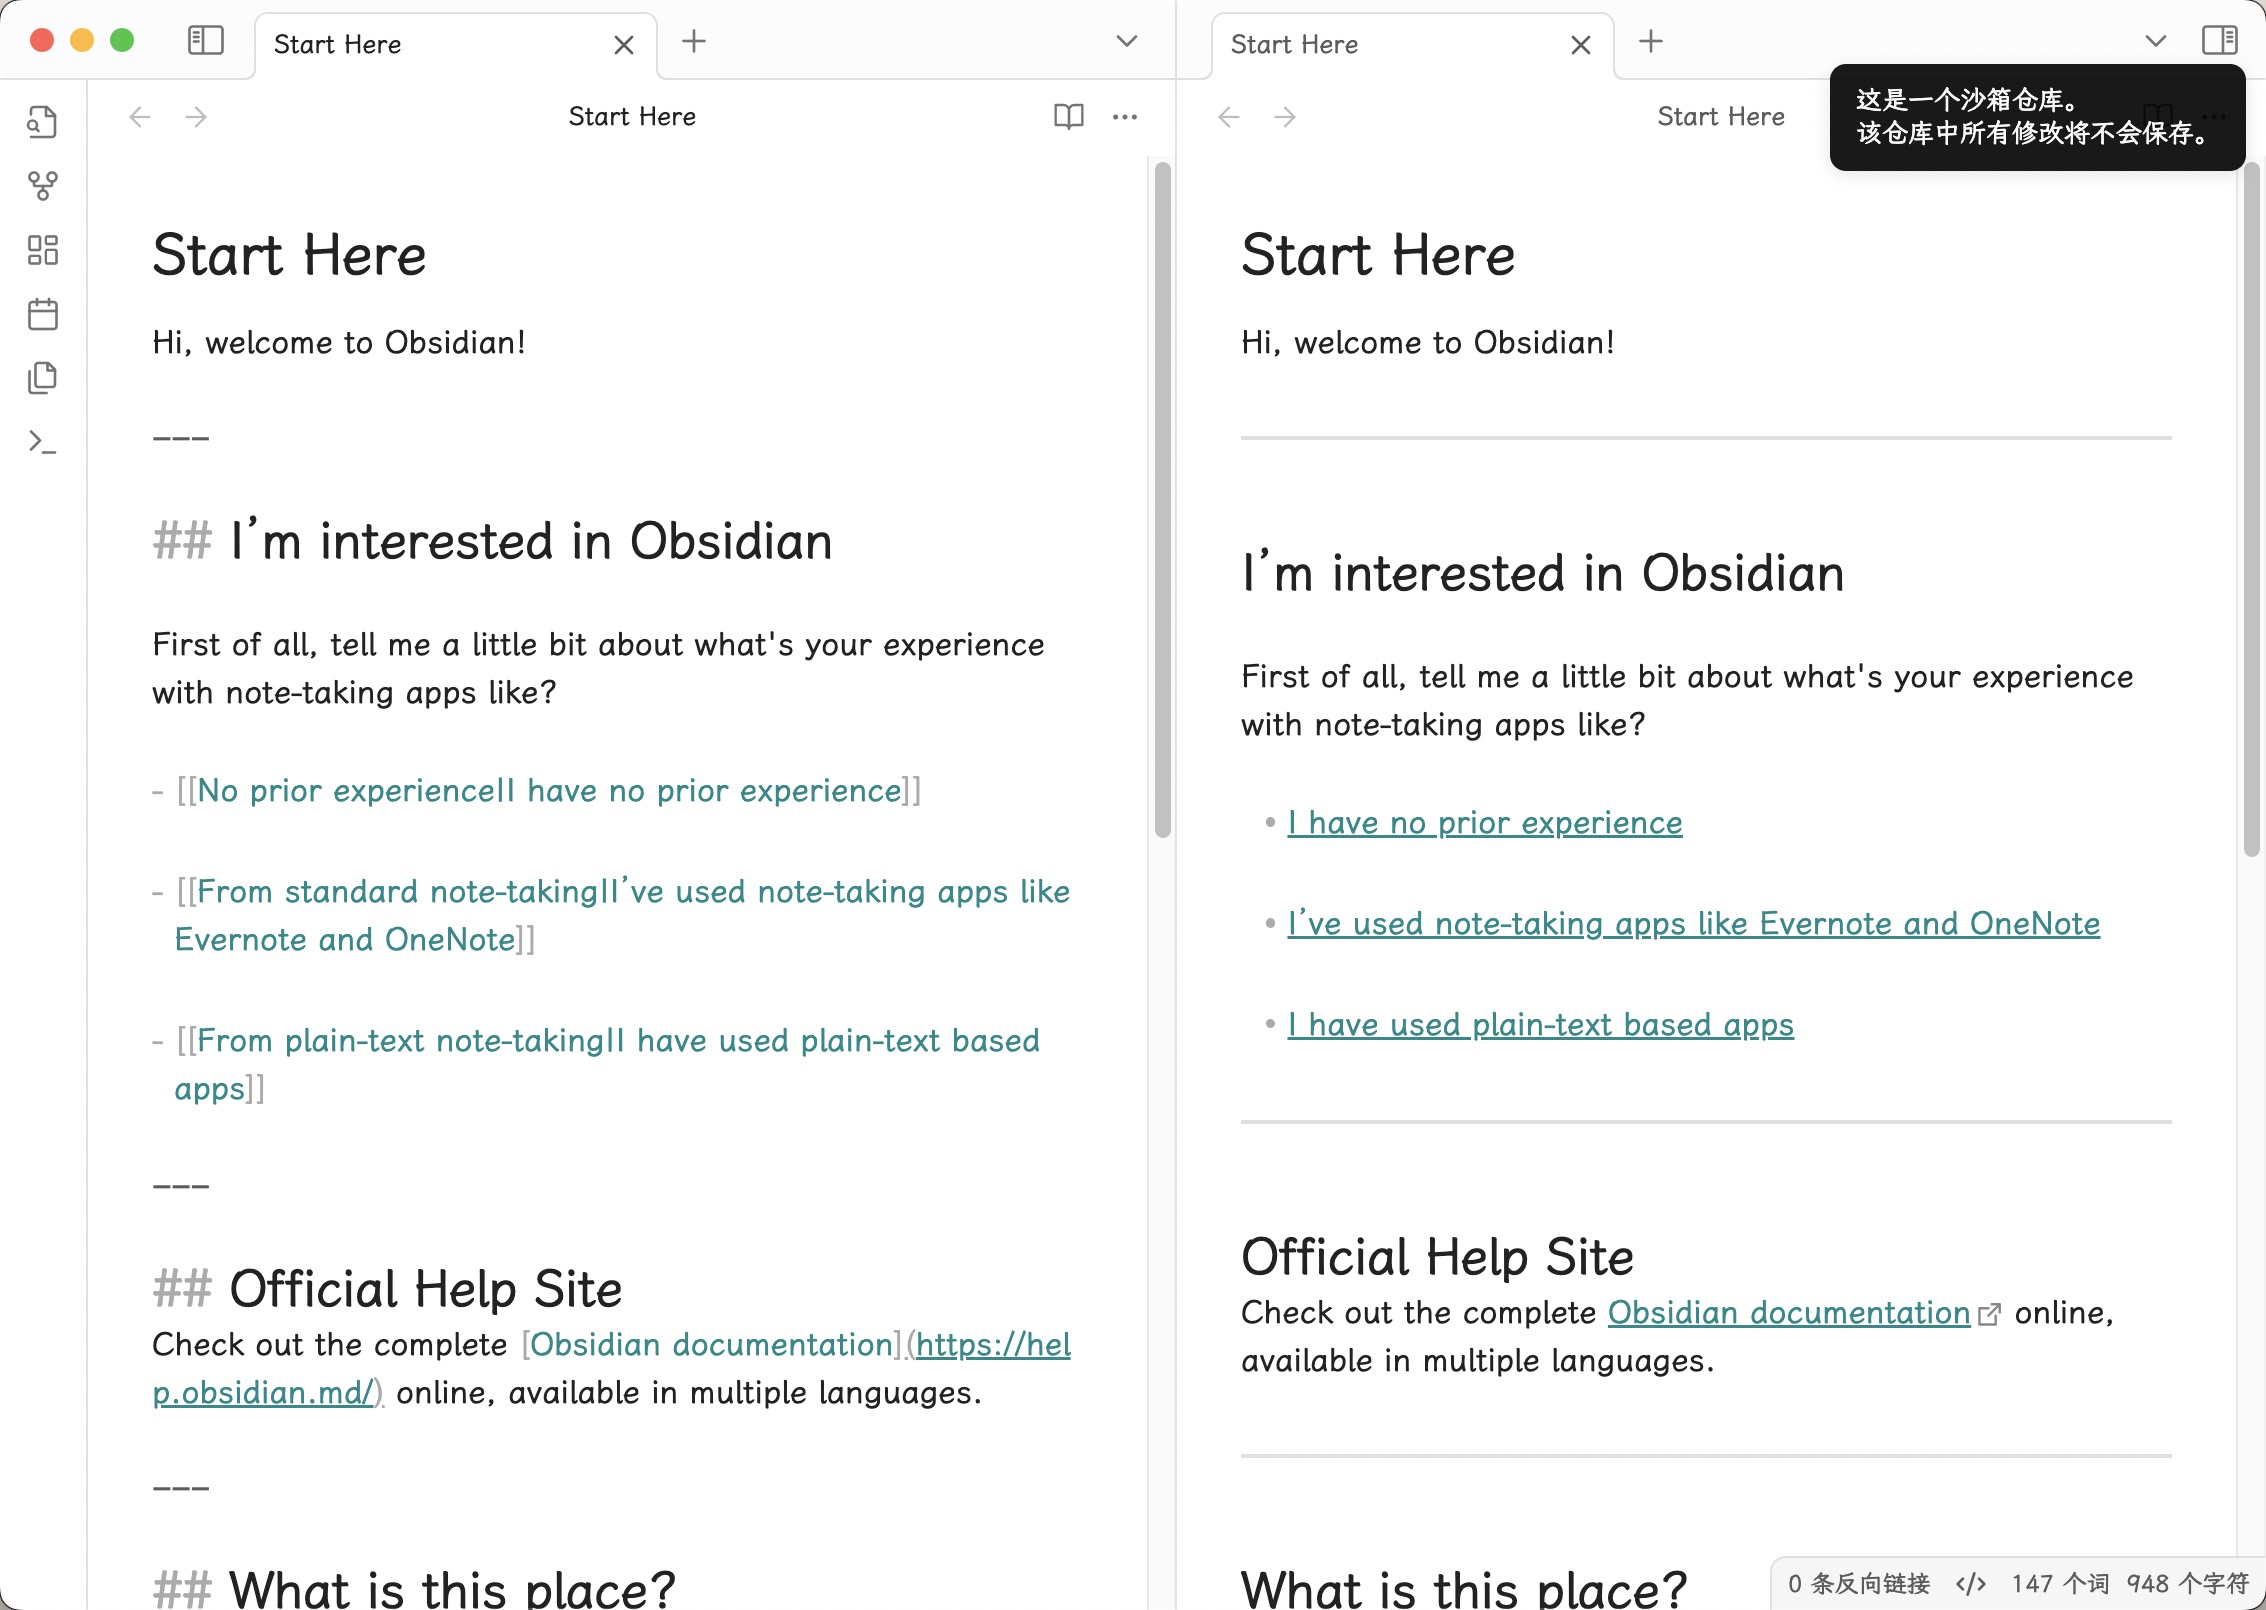 Start Here
Start Here
Start Here
Start Here
这是一个沙箱仓库。
该仓库中所有修改将不会保存。
Start Here
Hi, welcome to Obsidian!
---
## I'm interested in Obsidian
First of all, tell me a little bit about what's your experience
with note-taking apps like?
- [[No prior experience|I have no prior experience]]
- [[From standard note-taking|I've used note-taking apps like
Evernote and OneNote]]
- [[From plain-text note-taking|I have used plain-text based
apps]]
---
## Official Help Site
Check out the complete [Obsidian documentation](https://hel
p.obsidian.md/) online, available in multiple languages.
---
## What is this place?
Start Here
Hi, welcome to Obsidian!
I'm interested in Obsidian
First of all, tell me a little bit about what's your experience
with note-taking apps like?
• I have no prior experience
• I've used note-taking apps like Evernote and OneNote
• I have used plain-text based apps
Official Help Site
Check out the complete Obsidian documentation online,
available in multiple languages.
What is this place?
0 条反向链接 </> 147 个词 948 个字符